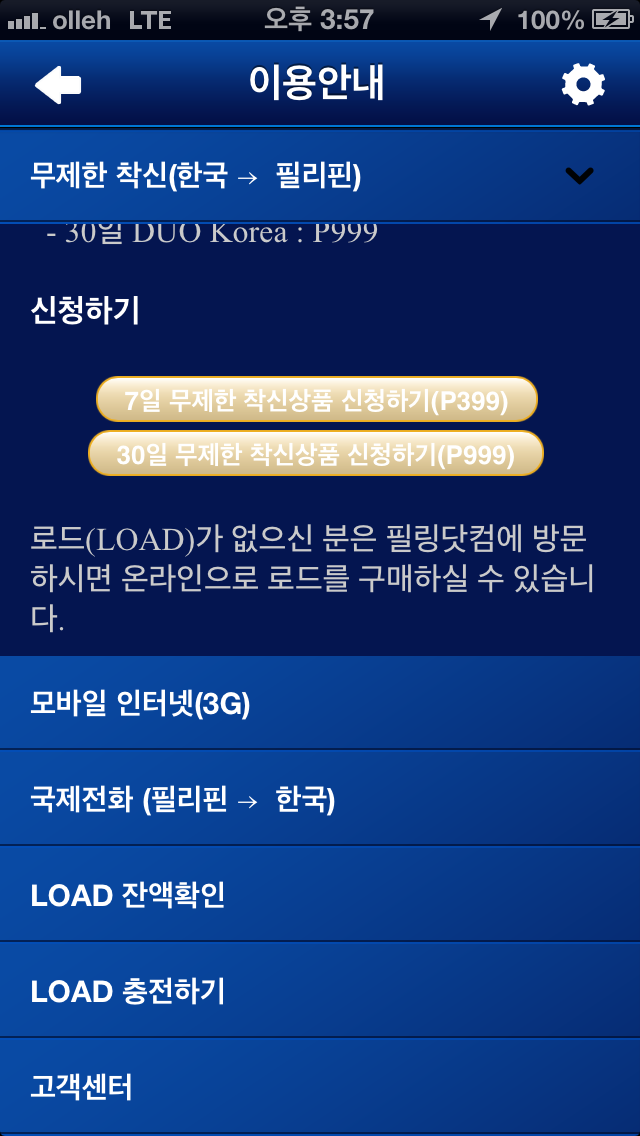 olleh LTE 오후 3:57 100%
이용안내
무제한 착신(한국 → 필리핀)
- 30일 DUO Korea : P999
신청하기
7일 무제한 착신상품 신청하기(P399)
30일 무제한 착신상품 신청하기(P999)
로드(LOAD)가 없으신 분은 필링닷컴에 방문
하시면 온라인으로 로드를 구매하실 수 있습니
다.
모바일 인터넷(3G)
국제전화 (필리핀 → 한국)
LOAD 잔액확인
LOAD 충전하기
고객센터